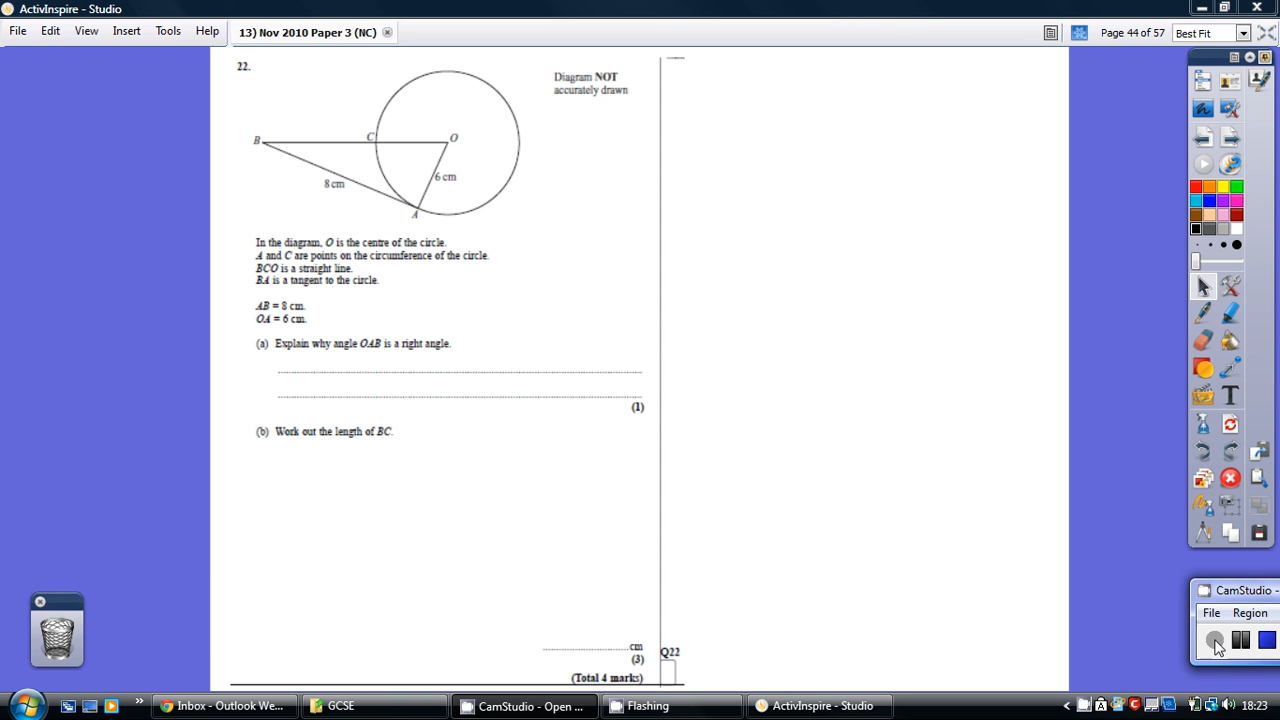 ActivInspire - Studio
File Edit View Insert Tools Help
13) Nov 2010 Paper 3 (NC)
Page 44 of 57
Best Fit
22.
Diagram NOT
accurately drawn
B
C
O
6 cm
8 cm
A
In the diagram, O is the centre of the circle.
A and C are points on the circumference of the circle.
BCO is a straight line.
BA is a tangent to the circle.
AB = 8 cm.
OA = 6 cm.
(a) Explain why angle OAB is a right angle.
(1)
(b) Work out the length of BC.
cm
(3)
Q22
(Total 4 marks)
CamStudio -
File Region
Inbox - Outlook We...
GCSE
CamStudio - Open ...
Flashing
ActivInspire - Studio
18:23